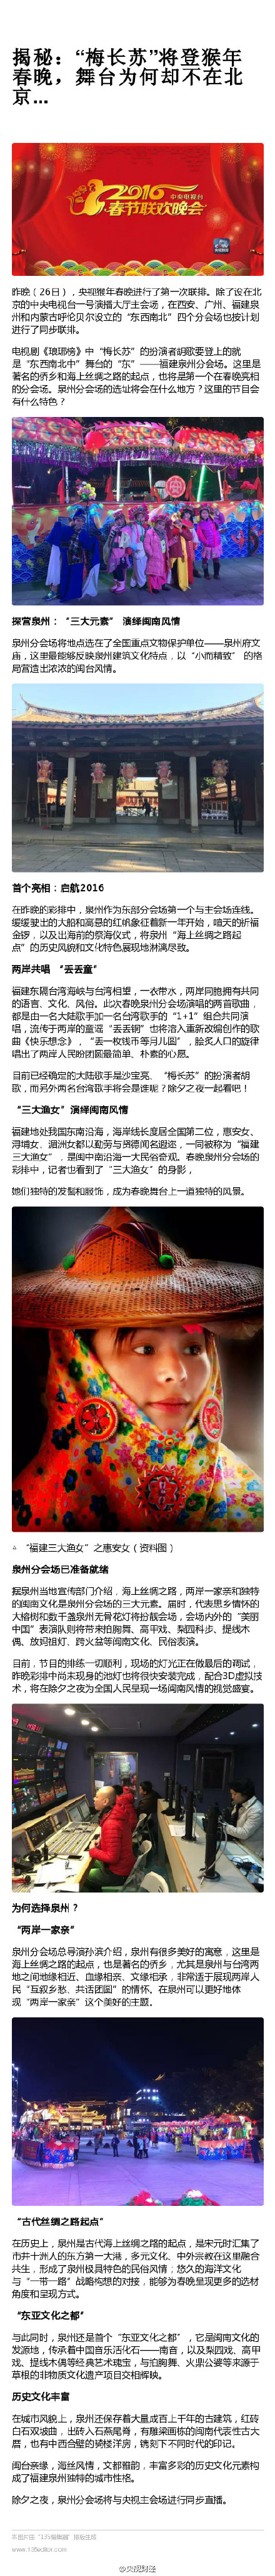 揭秘：“梅长苏”将登猴年
春晚，舞台为何却不在北
京...
2016
中央电视台
春节联欢晚会
昨晚（26日），央视猴年春晚进行了第一次联排。除了设在北
京的中央电视台一号演播大厅主会场，在西安、广州、福建泉
州和内蒙古呼伦贝尔设立的“东西南北”四个分会场也按计划
进行了同步联排。
电视剧《琅琊榜》中“梅长苏”的扮演者胡歌要登上的就
是“东西南北中”舞台的“东”——福建泉州分会场。这里是
著名的侨乡和海上丝绸之路的起点，也将是第一个在春晚亮相
的分会场。泉州分会场的选址将会在什么地方？这里的节目会
有什么特色？
探营泉州：“三大元素” 演绎闽南风情
泉州分会场将地点选在了全国重点文物保护单位——泉州府文
庙，这里最能够反映泉州建筑文化特点，以“小而精致”的格
局营造出浓浓的闽台风情。
首个亮相：启航2016
在昨晚的彩排中，泉州作为东部分会场第一个与主会场连线。
缓缓驶出的大船和高悬的红帆象征着新一年开始，喧天的祈福
金锣，以及出海前的祭海仪式，将泉州“海上丝绸之路起
点”的历史风貌和文化特色展现地淋漓尽致。
两岸共唱 “丢丢童”
福建东隔台湾海峡与台湾相望，一衣带水，两岸同胞拥有共同
的语言、文化、风俗。此次春晚泉州分会场演唱的两首歌曲，
都是由一名大陆歌手加一名台湾歌手的“1+1”组合共同演
唱，流传于两岸的童谣“丢丢铜”也将溶入重新改编创作的歌
曲《快乐想念》，“丢一枚钱币等月儿圆”，脍炙人口的旋律
唱出了两岸人民盼团圆最简单、朴素的心愿。
目前已经确定的大陆歌手是沙宝亮、“梅长苏”的扮演者胡
歌，而另外两名台湾歌手将会是谁呢？除夕之夜一起看吧！
“三大渔女”演绎闽南风情
福建地处我国东南沿海，海岸线长度居全国第二位，惠安女、
浔埔女、湄洲女都以勤劳与贤德闻名遐迩，一同被称为“福建
三大渔女”，是闽中南沿海一大民俗奇观。春晚泉州分会场的
彩排中，记者也看到了“三大渔女”的身影，
她们独特的发髻和服饰，成为春晚舞台上一道独特的风景。
△ “福建三大渔女”之惠安女（资料图）
泉州分会场已准备就绪
据泉州当地宣传部门介绍，海上丝绸之路，两岸一家亲和独特
的闽南文化是泉州分会场的三大元素。届时，代表思乡情怀的
大榕树和数千盏泉州无骨花灯将扮靓会场，会场内外的“美丽
中国”表演队则将带来拍胸舞、高甲戏、梨园科步、提线木
偶、放孔明灯、跨火盆等闽南文化、民俗表演。
目前，节目的排练一切顺利，现场的灯光正在做最后的调试，
昨晚彩排中尚未现身的池灯也将很快安装完成，配合3D虚拟技
术，将在除夕之夜为全国人民呈现一场闽南风情的视觉盛宴。
为何选择泉州？
“两岸一家亲”
泉州分会场总导演孙滨介绍，泉州有很多美好的寓意，这里是
海上丝绸之路的起点，也是著名的侨乡，尤其是泉州与台湾两
地之间地缘相近、血缘相亲、文缘相承，非常适于展现两岸人
民“互叙乡愁、共话团圆”的情怀。在泉州可以更好地体
现“两岸一家亲”这个美好的主题。
“古代丝绸之路起点”
在历史上，泉州是古代海上丝绸之路的起点，是宋元时汇集了
市井十洲人的东方第一大港，多元文化、中外宗教在这里融合
共生，形成了泉州极具特色的民俗风情，悠久的海洋文化
与“一带一路”战略构想的对接，能够为春晚呈现更多的选材
角度和呈现方式。
“东亚文化之都”
与此同时，泉州还是首个“东亚文化之都”，它是闽南文化的
发源地，传承着中国音乐活化石——南音，以及梨园戏、高甲
戏、提线木偶等经典艺术瑰宝，与拍胸舞、火鼎公婆等来源于
草根的非物质文化遗产项目交相辉映。
历史文化丰富
在城市风貌上，泉州还保存着大量成百上千年的古建筑，红砖
白石双坡曲，出砖入石燕尾脊，有雕梁画栋的闽南代表性古大
厝，也有中西合璧的骑楼洋房，镌刻下不同时代的印记。
闽台亲缘，海丝风情，文都雅韵，丰富多彩的历史文化元素构
成了福建泉州独特的城市性格。
除夕之夜，泉州分会场将与央视主会场进行同步直播。
本图片由“135编辑器”排版生成
www.135editor.com
@央视财经